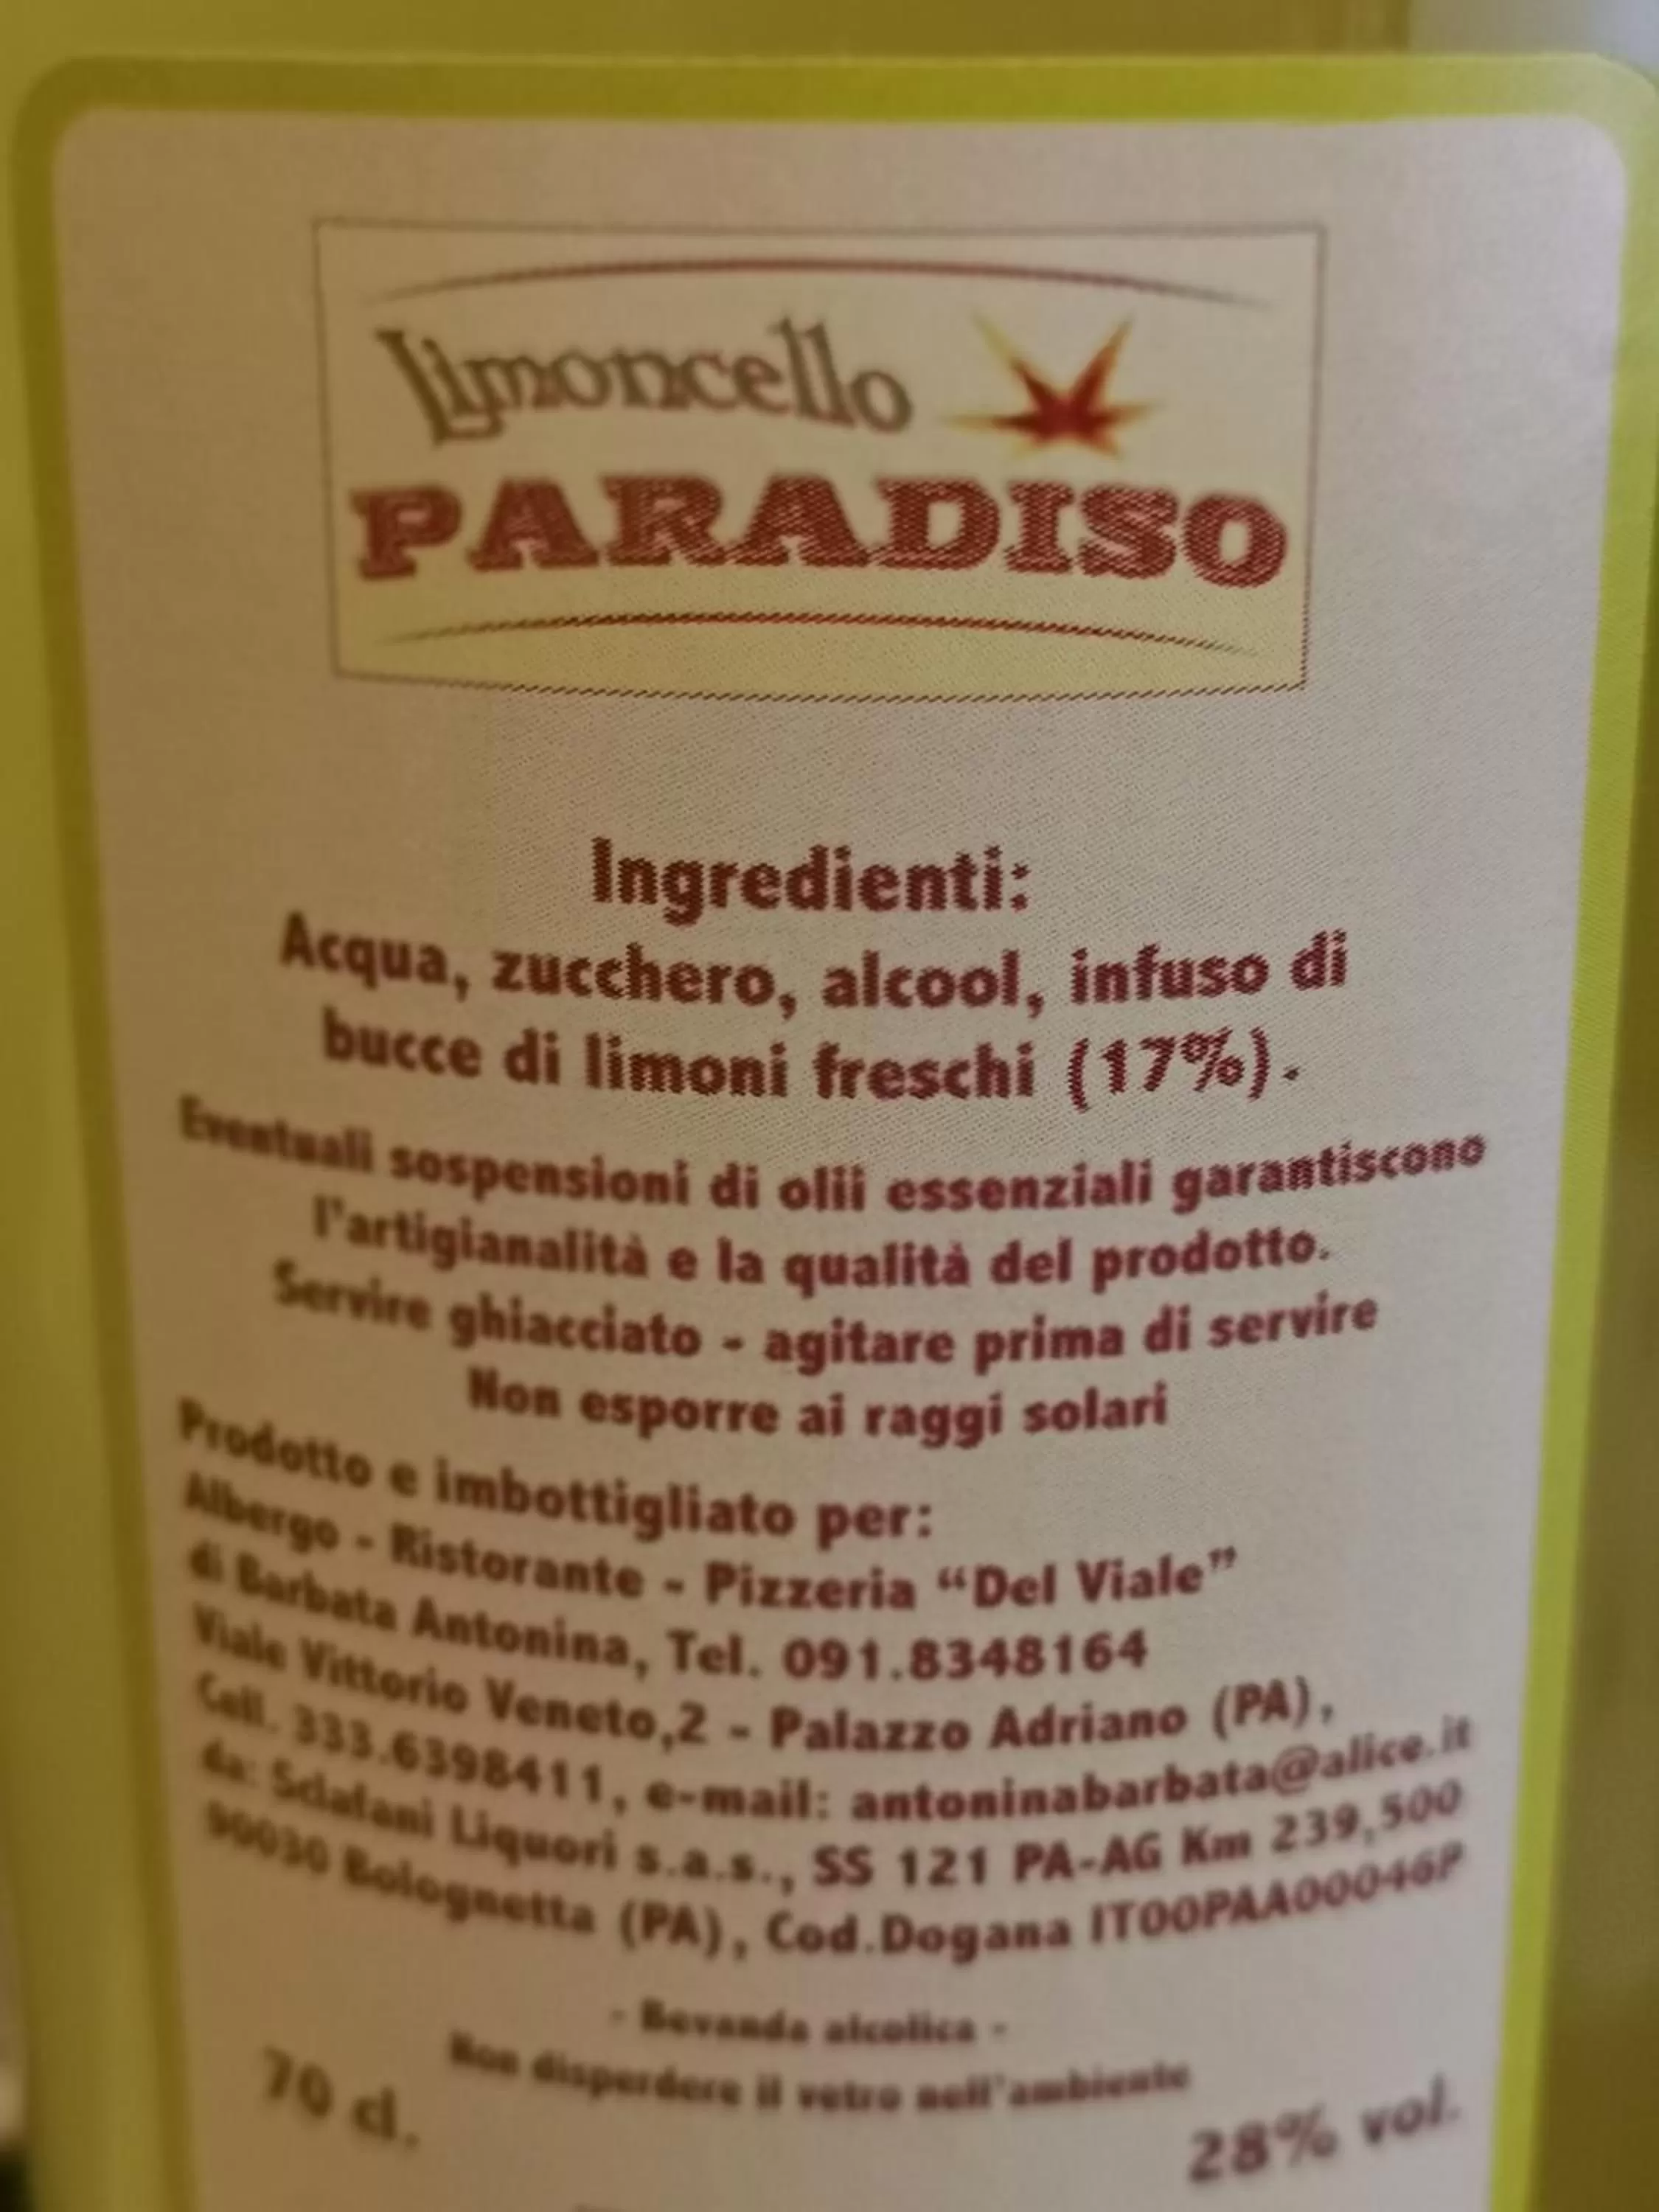 Limoncello
PARADISO
Ingredienti:
Acqua, zucchero, alcool, infuso di
bucce di limoni freschi (17%).
Eventuali sospensioni di olii essenziali garantiscono
l'artigianalità e la qualità del prodotto.
Servire ghiacciato - agitare prima di servire
Non esporre ai raggi solari
Prodotto e imbottigliato per:
Albergo - Ristorante - Pizzeria “Del Viale”
di Barbata Antonina, Tel. 091.8348164
Viale Vittorio Veneto,2 - Palazzo Adriano (PA),
Cell. 333.6398411, e-mail: antoninabarbata@alice.it
da: Sclafani Liquori s.a.s., SS 121 PA-AG Km 239,500
90030 Bolognetta (PA), Cod.Dogana IT00PAA00046P
- Bevanda alcolica -
Non disperdere il vetro nell'ambiente
70 cl.
28% vol.